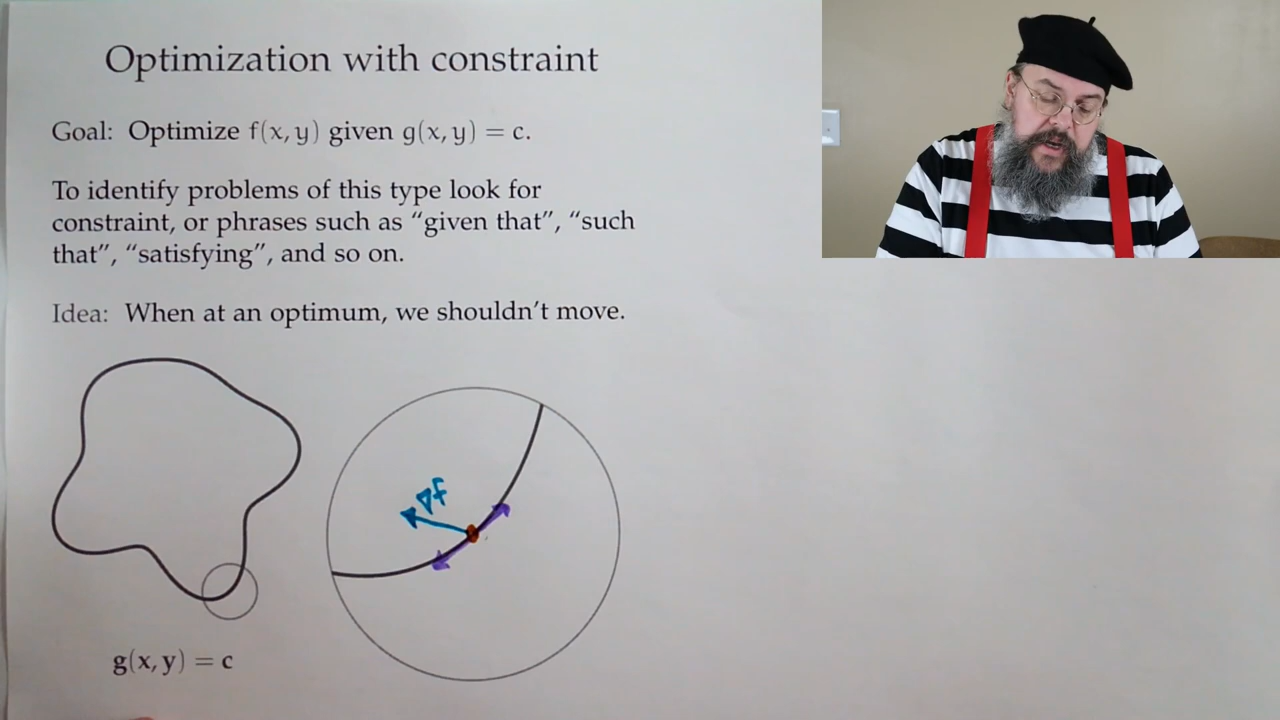 Optimization with constraint
Goal: Optimize f(x, y) given g(x, y) = c.
To identify problems of this type look for
constraint, or phrases such as “given that”, “such
that”, “satisfying”, and so on.
Idea: When at an optimum, we shouldn’t move.
∇f
g(x, y) = c